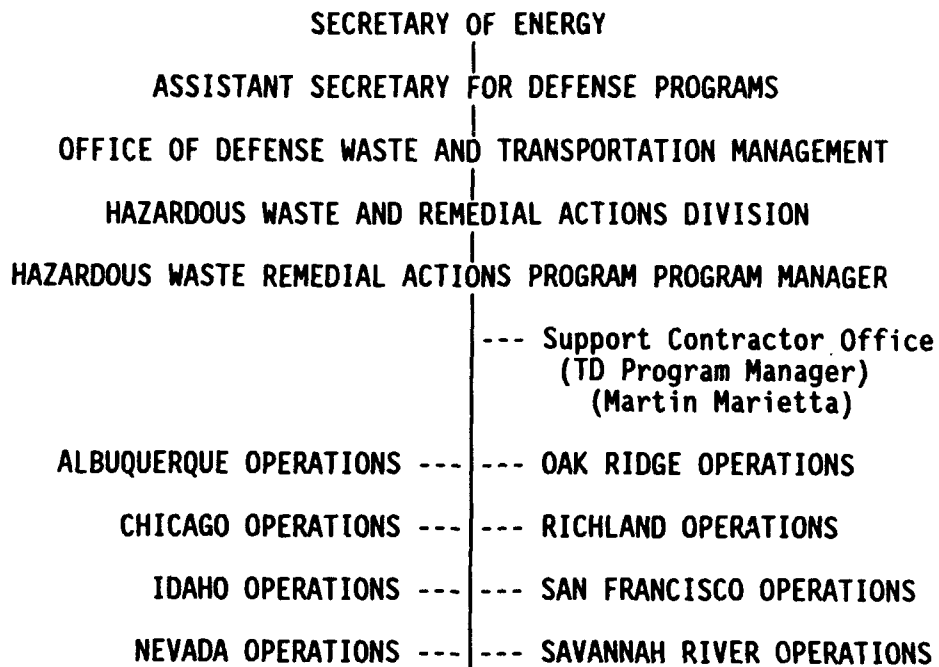 SECRETARY OF ENERGY
ASSISTANT SECRETARY FOR DEFENSE PROGRAMS
OFFICE OF DEFENSE WASTE AND TRANSPORTATION MANAGEMENT
HAZARDOUS WASTE AND REMEDIAL ACTIONS DIVISION
HAZARDOUS WASTE REMEDIAL ACTIONS PROGRAM PROGRAM MANAGER
--- Support Contractor Office
(TD Program Manager)
(Martin Marietta)
ALBUQUERQUE OPERATIONS --- --- OAK RIDGE OPERATIONS
CHICAGO OPERATIONS --- --- RICHLAND OPERATIONS
IDAHO OPERATIONS --- --- SAN FRANCISCO OPERATIONS
NEVADA OPERATIONS --- --- SAVANNAH RIVER OPERATIONS